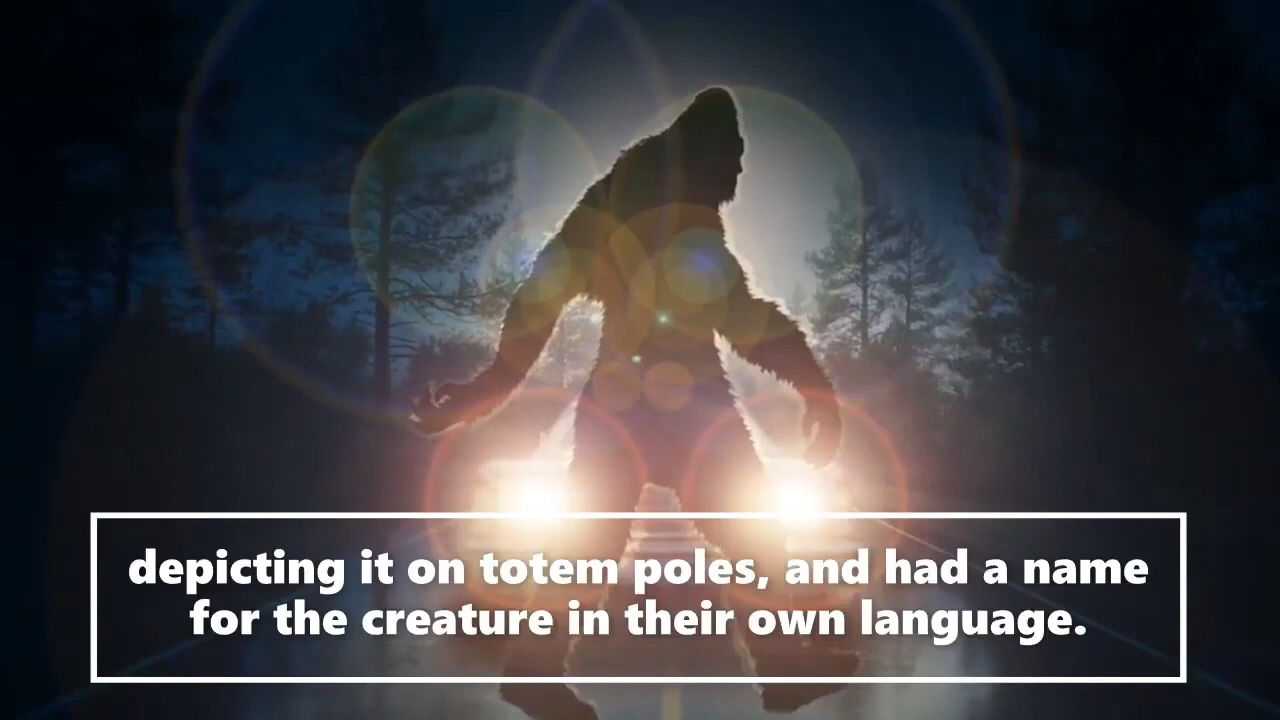 depicting it on totem poles, and had a name
for the creature in their own language.